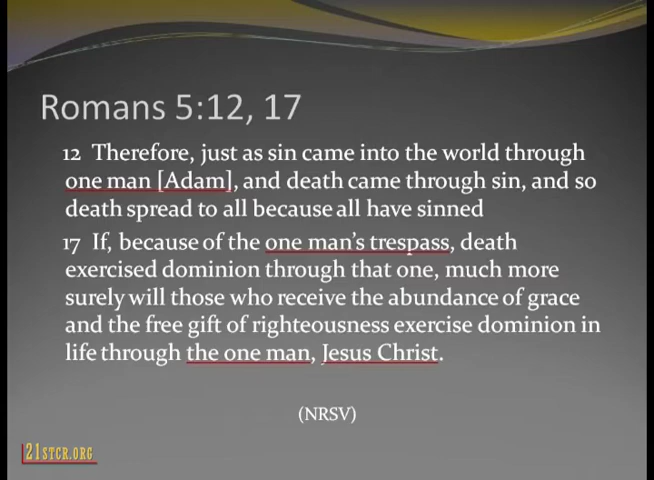 Romans 5:12, 17
12 Therefore, just as sin came into the world through
one man [Adam], and death came through sin, and so
death spread to all because all have sinned
17 If, because of the one man's trespass, death
exercised dominion through that one, much more
surely will those who receive the abundance of grace
and the free gift of righteousness exercise dominion in
life through the one man, Jesus Christ.
(NRSV)
21STCR.ORG